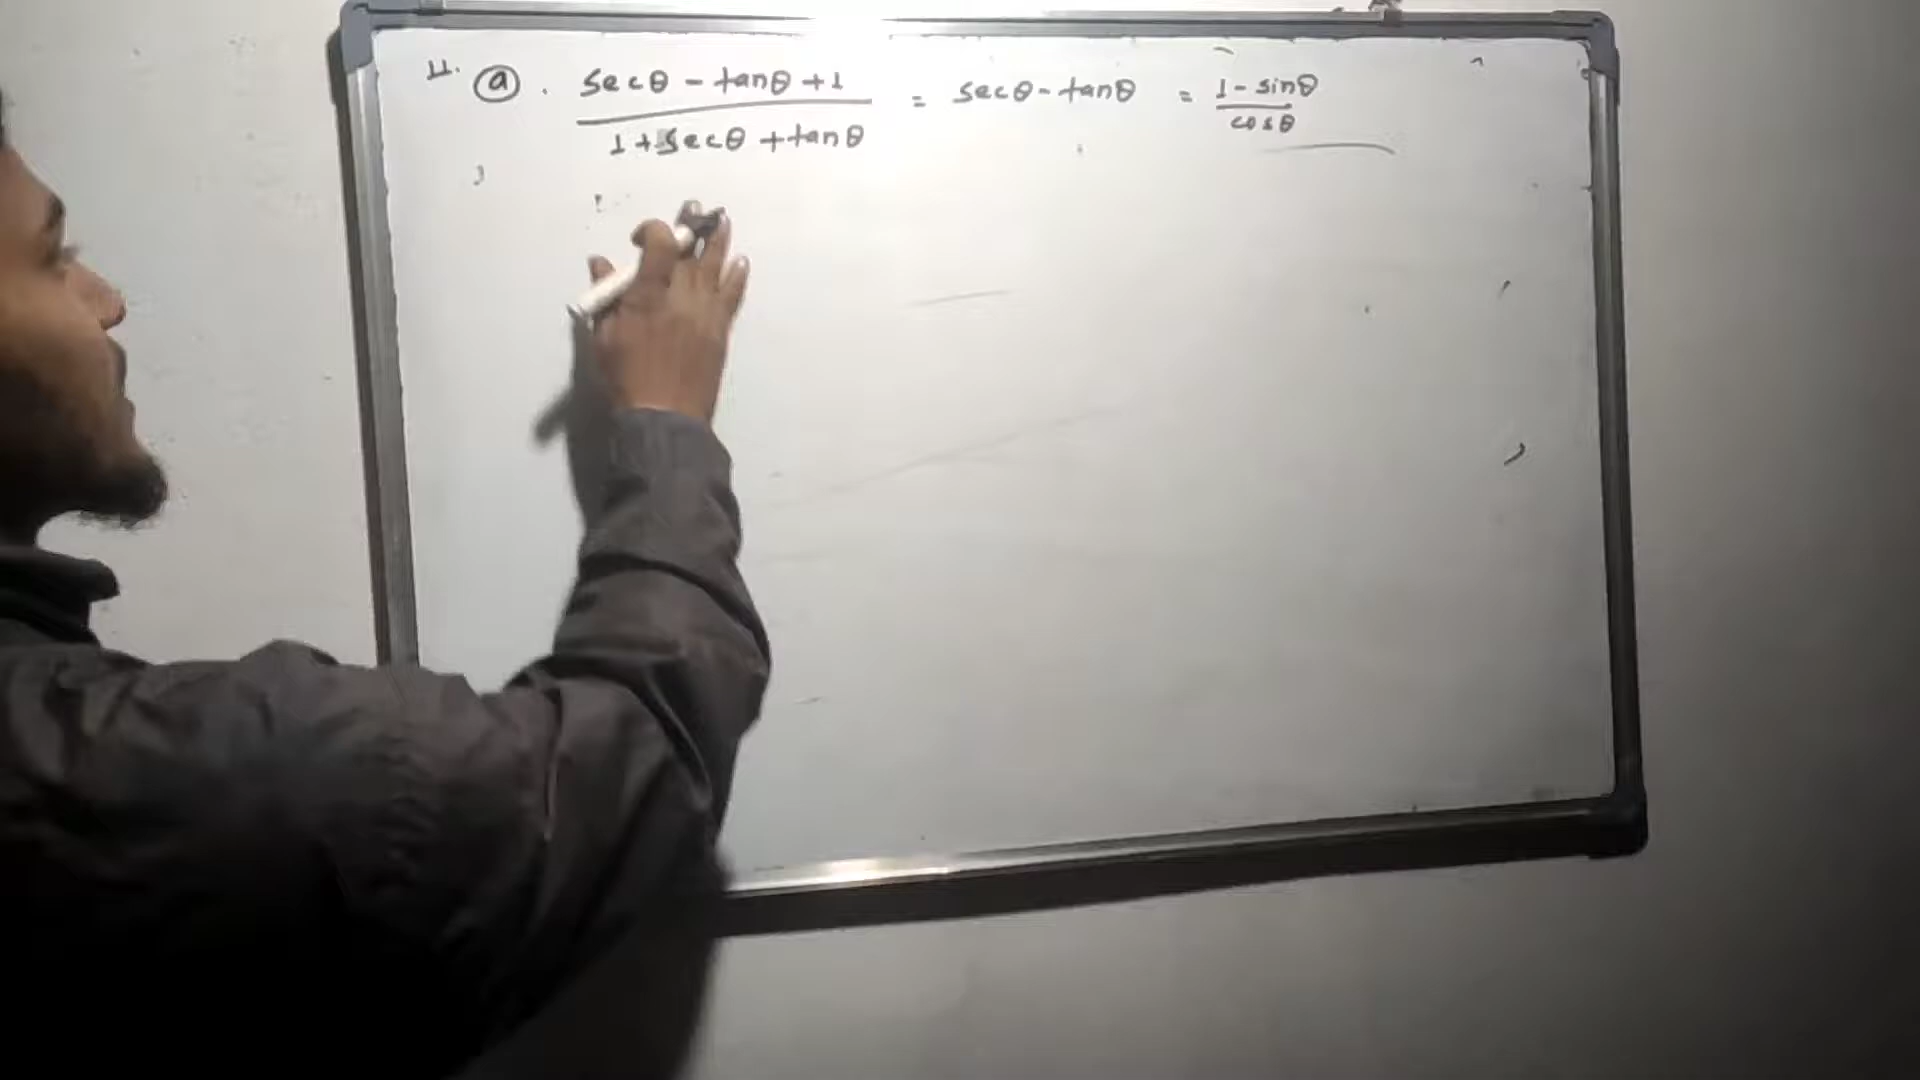 11. (a). (secθ - tanθ + 1) / (1 + secθ + tanθ) = secθ - tanθ = (1 - sinθ) / cosθ